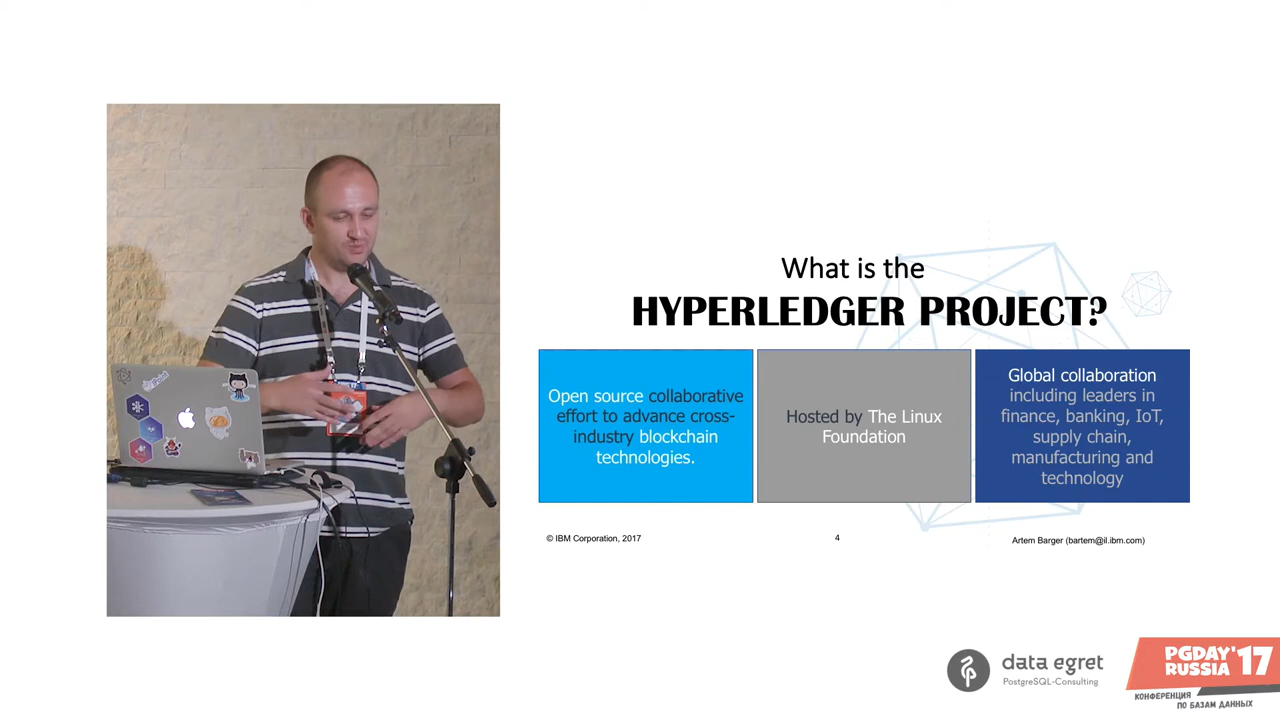 What is the
HYPERLEDGER PROJECT?
Open source collaborative
effort to advance cross-
industry blockchain
technologies.
Hosted by The Linux
Foundation
Global collaboration
including leaders in
finance, banking, IoT,
supply chain,
manufacturing and
technology
© IBM Corporation, 2017
4
Artem Barger (bartem@il.ibm.com)
data egret
PostgreSQL-Consulting
PGDAY'17
RUSSIA
КОНФЕРЕНЦИЯ
ПО БАЗАМ ДАННЫХ